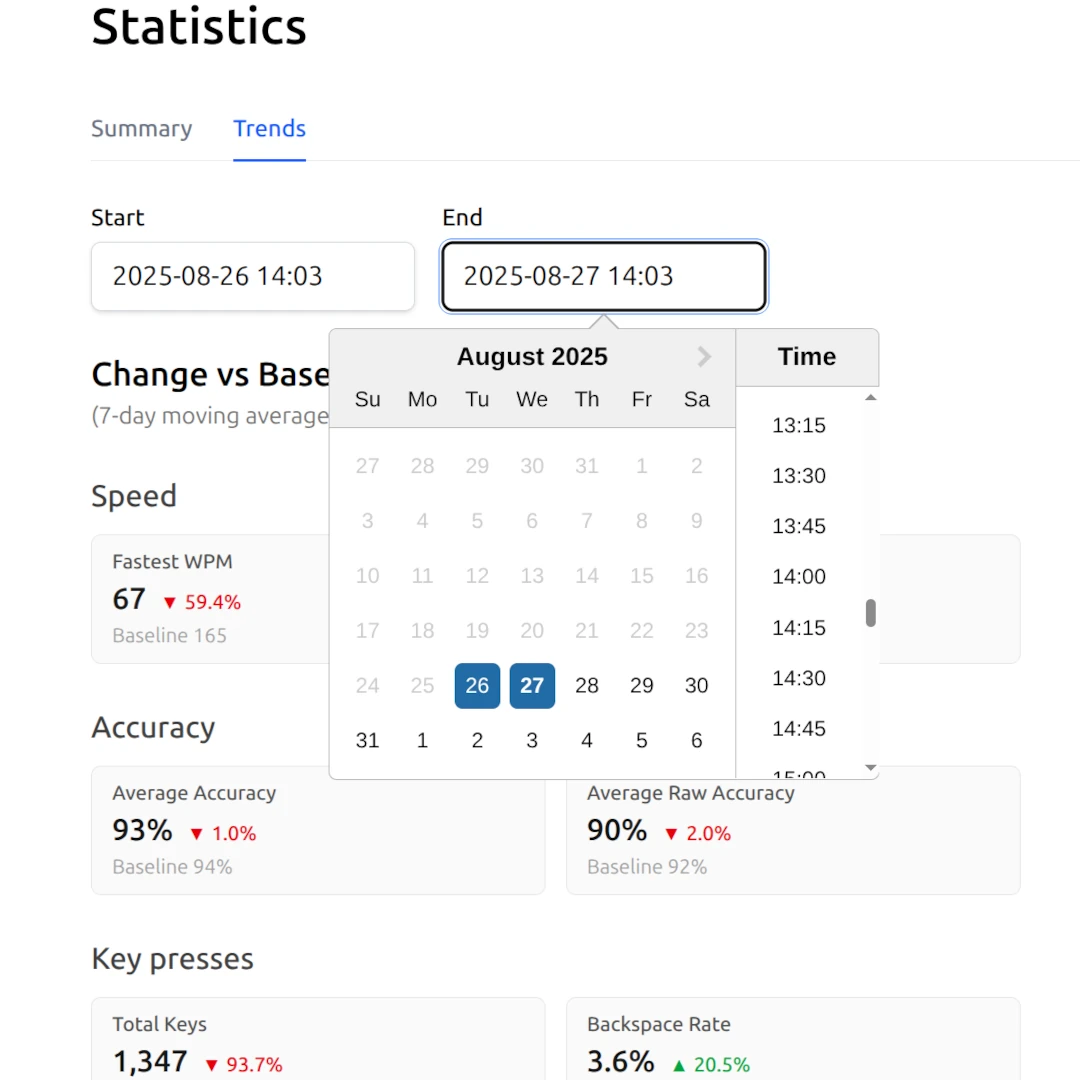 Statistics
Summary Trends
Start End
2025-08-26 14:03 2025-08-27 14:03
August 2025 Time
Su Mo Tu We Th Fr Sa
27 28 29 30 31 1 2
3 4 5 6 7 8 9
10 11 12 13 14 15 16
17 18 19 20 21 22 23
24 25 26 27 28 29 30
31 1 2 3 4 5 6
13:15
13:30
13:45
14:00
14:15
14:30
14:45
15:00
Change vs Base
(7-day moving average
Speed
Fastest WPM
67 ▼ 59.4%
Baseline 165
Accuracy
Average Accuracy
93% ▼ 1.0%
Baseline 94%
Average Raw Accuracy
90% ▼ 2.0%
Baseline 92%
Key presses
Total Keys
1,347 ▼ 93.7%
Backspace Rate
3.6% ▲ 20.5%